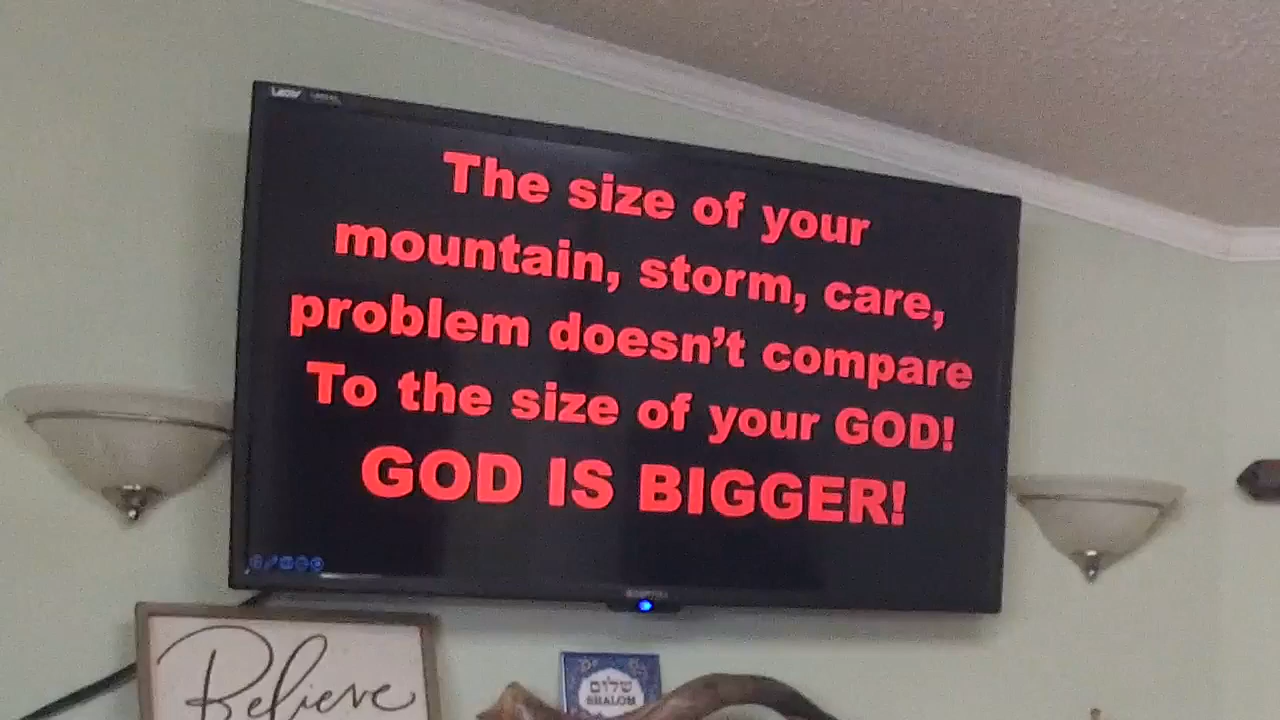 The size of your
mountain, storm, care,
problem doesn't compare
To the size of your GOD!
GOD IS BIGGER!
Believe
שלום
SHALOM